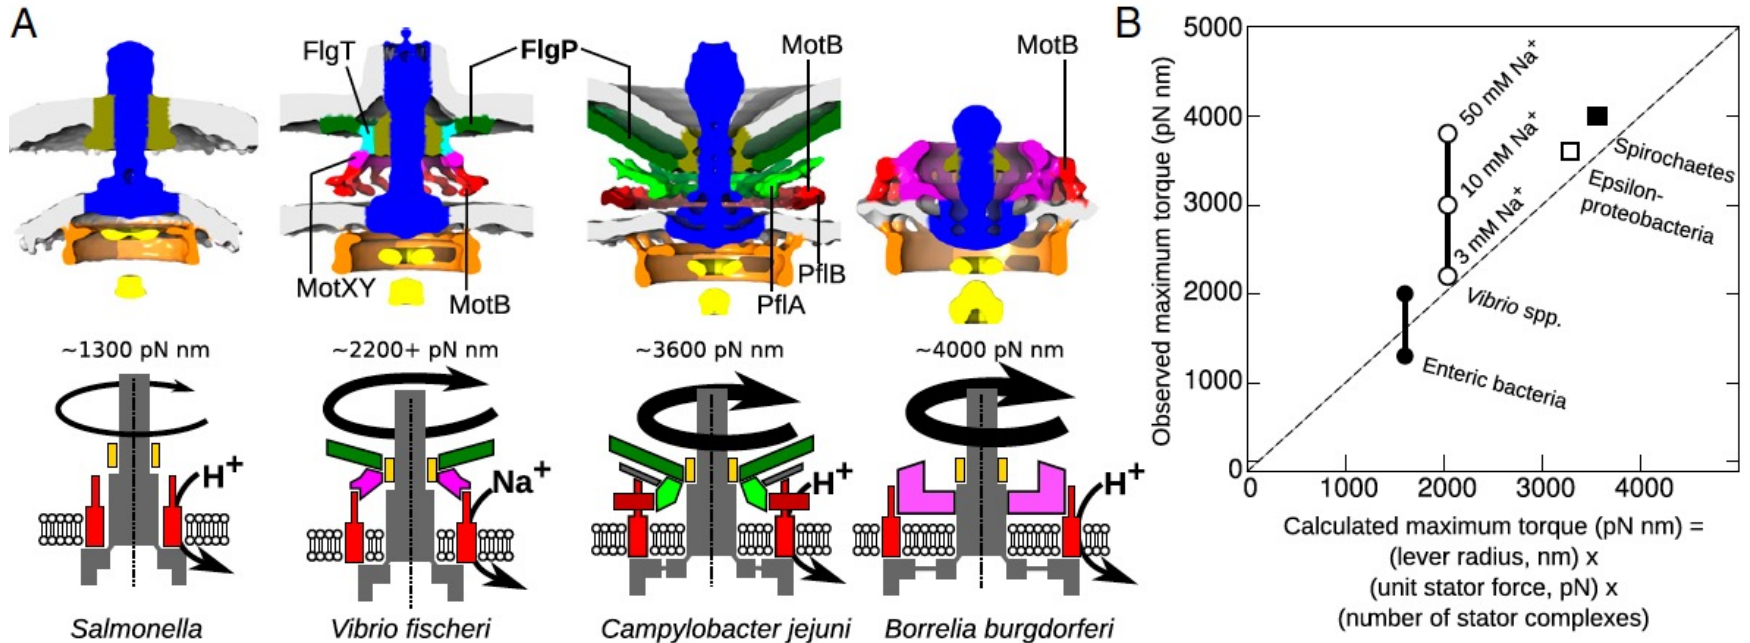 A
FlgT
FlgP
MotB
MotB
MotXY
MotB
PflB
PflA
~1300 pN nm
~2200+ pN nm
~3600 pN nm
~4000 pN nm
H+
Na+
H+
H+
Salmonella
Vibrio fischeri
Campylobacter jejuni
Borrelia burgdorferi
B
Observed maximum torque (pN nm)
5000
4000
3000
2000
1000
0
50 mM Na+
10 mM Na+
3 mM Na+
Spirochaetes
Epsilon-
proteobacteria
Vibrio spp.
Enteric bacteria
0
1000
2000
3000
4000
Calculated maximum torque (pN nm) =
(lever radius, nm) x
(unit stator force, pN) x
(number of stator complexes)